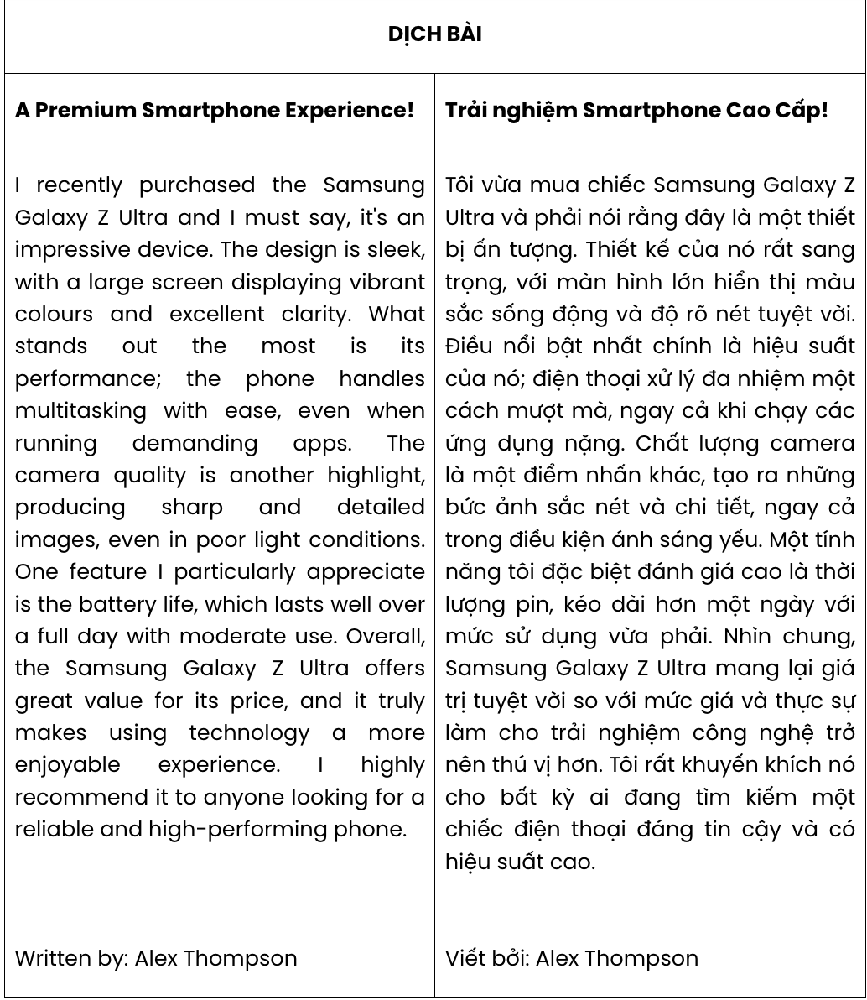 DỊCH BÀI
A Premium Smartphone Experience!
I recently purchased the Samsung
Galaxy Z Ultra and I must say, it's an
impressive device. The design is sleek,
with a large screen displaying vibrant
colours and excellent clarity. What
stands out the most is its
performance; the phone handles
multitasking with ease, even when
running demanding apps. The
camera quality is another highlight,
producing sharp and detailed
images, even in poor light conditions.
One feature I particularly appreciate
is the battery life, which lasts well over
a full day with moderate use. Overall,
the Samsung Galaxy Z Ultra offers
great value for its price, and it truly
makes using technology a more
enjoyable experience. I highly
recommend it to anyone looking for a
reliable and high-performing phone.
Written by: Alex Thompson
Trải nghiệm Smartphone Cao Cấp!
Tôi vừa mua chiếc Samsung Galaxy Z
Ultra và phải nói rằng đây là một thiết
bị ấn tượng. Thiết kế của nó rất sang
trọng, với màn hình lớn hiển thị màu
sắc sống động và độ rõ nét tuyệt vời.
Điều nổi bật nhất chính là hiệu suất
của nó; điện thoại xử lý đa nhiệm một
cách mượt mà, ngay cả khi chạy các
ứng dụng nặng. Chất lượng camera
là một điểm nhấn khác, tạo ra những
bức ảnh sắc nét và chi tiết, ngay cả
trong điều kiện ánh sáng yếu. Một tính
năng tôi đặc biệt đánh giá cao là thời
lượng pin, kéo dài hơn một ngày với
mức sử dụng vừa phải. Nhìn chung,
Samsung Galaxy Z Ultra mang lại giá
trị tuyệt vời so với mức giá và thực sự
làm cho trải nghiệm công nghệ trở
nên thú vị hơn. Tôi rất khuyến khích nó
cho bất kỳ ai đang tìm kiếm một
chiếc điện thoại đáng tin cậy và có
hiệu suất cao.
Viết bởi: Alex Thompson